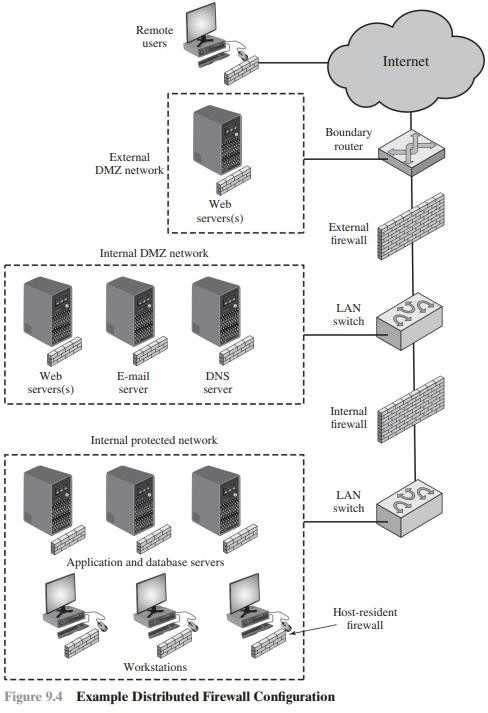 Remote
users
Internet
External
DMZ network
Web
servers(s)
Boundary
router
External
firewall
Internal DMZ network
Web
servers(s)
E-mail
server
DNS
server
LAN
switch
Internal
firewall
Internal protected network
LAN
switch
Application and database servers
Host-resident
firewall
Workstations
Figure 9.4 Example Distributed Firewall Configuration